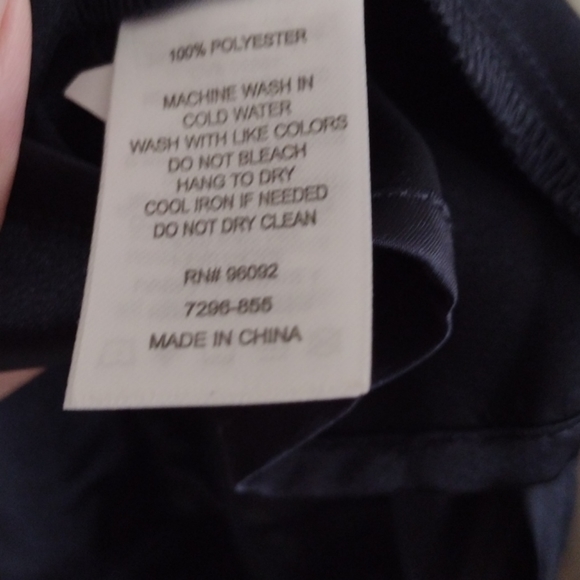 100% POLYESTER
MACHINE WASH IN
COLD WATER
WASH WITH LIKE COLORS
DO NOT BLEACH
HANG TO DRY
COOL IRON IF NEEDED
DO NOT DRY CLEAN
RN# 96092
7296-855
MADE IN CHINA